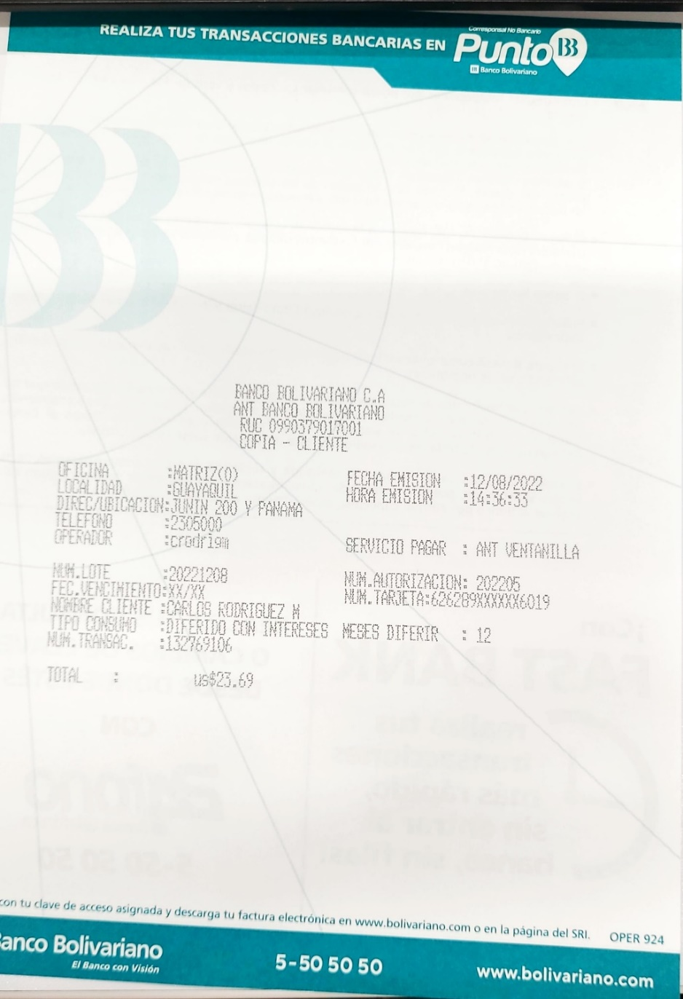 REALIZA TUS TRANSACCIONES BANCARIAS EN
Corresponsal No Bancario
Punto BB
Banco Bolivariano
BANCO BOLIVARIANO C.A
ANT BANCO BOLIVARIANO
RUC 0990379017001
COPIA - CLIENTE
OFICINA :MATRIZ(0) FECHA EMISION :12/08/2022
LOCALIDAD :GUAYAQUIL HORA EMISION :14:36:33
DIREC/UBICACION:JUNIN 200 Y PANAMA
TELEFONO :2305000
OPERADOR :crodrigm SERVICIO PAGAR : ANT VENTANILLA
NUM.LOTE :20221208 NUM.AUTORIZACION: 202205
FEC.VENCIMIENTO:XX/XX NUM.TARJETA:626289XXXXXX6019
NOMBRE CLIENTE :CARLOS RODRIGUEZ M
TIPO CONSUMO :DIFERIDO CON INTERESES MESES DIFERIR : 12
NUM.TRANSAC. :132769106
TOTAL : us$23.69
con tu clave de acceso asignada y descarga tu factura electrónica en www.bolivariano.com o en la página del SRI. OPER 924
anco Bolivariano
El Banco con Visión
5-50 50 50
www.bolivariano.com